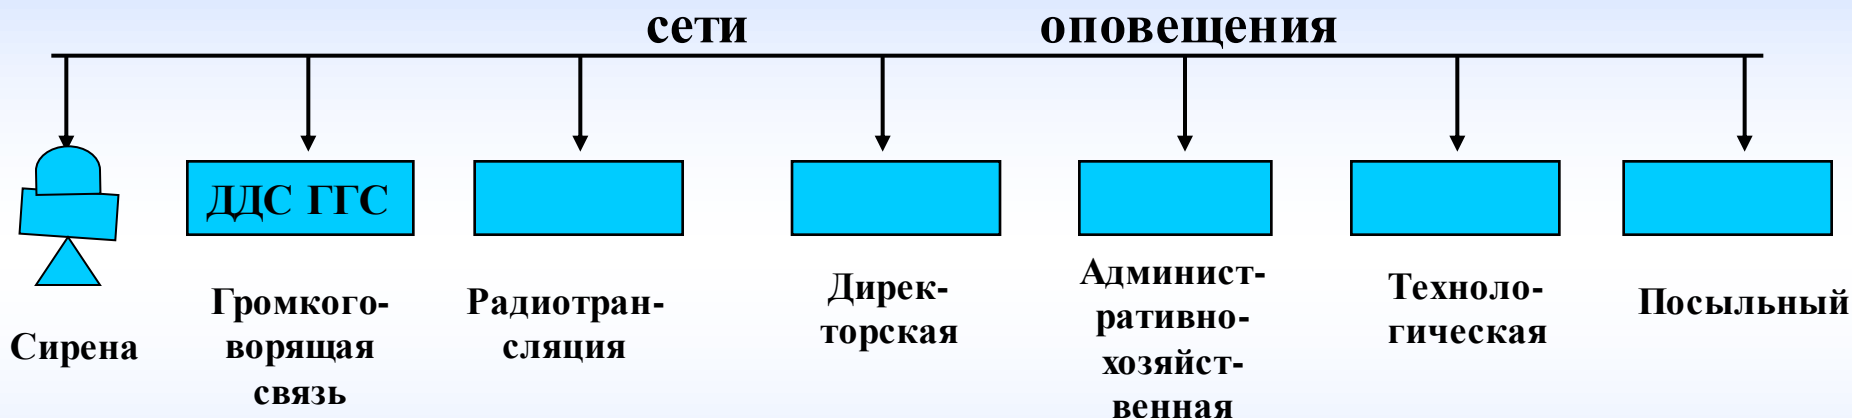 сети оповещения
ДДС ГГС
Сирена
Громкого-
ворящая
связь
Радиотран-
сляция
Дирек-
торская
Админист-
ративно-
хозяйст-
венная
Техноло-
гическая
Посыльный